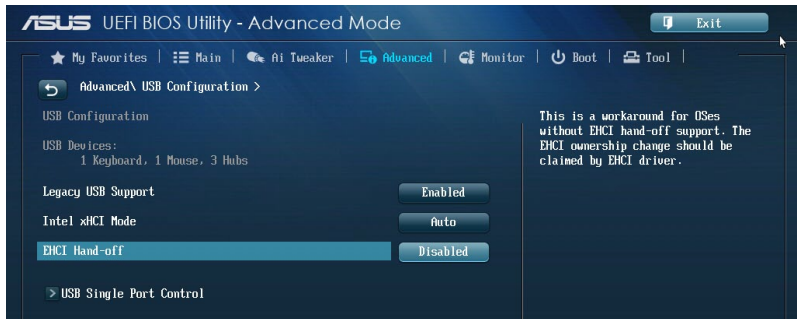 ASUS UEFI BIOS Utility - Advanced Mode
Exit
My Favorites | Main | Ai Tweaker | Advanced | Monitor | Boot | Tool |
Advanced\ USB Configuration >
USB Configuration
USB Devices:
1 Keyboard, 1 Mouse, 3 Hubs
Legacy USB Support Enabled
Intel xHCI Mode Auto
EHCI Hand-off Disabled
> USB Single Port Control
This is a workaround for OSes
without EHCI hand-off support. The
EHCI ownership change should be
claimed by EHCI driver.